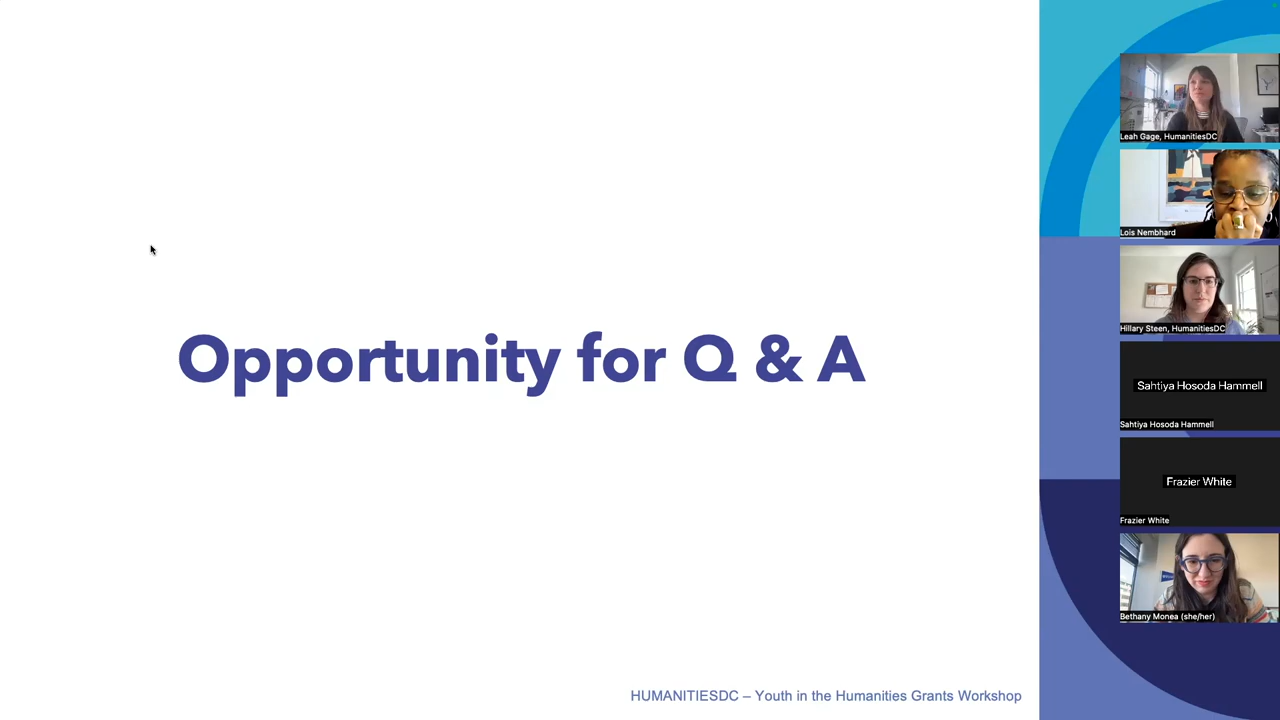 Opportunity for Q & A
HUMANITIESDC – Youth in the Humanities Grants Workshop
Leah Gage, HumanitiesDC
Lois Nembhard
Hillary Steen, HumanitiesDC
Sahtiya Hosoda Hammell
Sahtiya Hosoda Hammell
Frazier White
Frazier White
Bethany Monea (she/her)